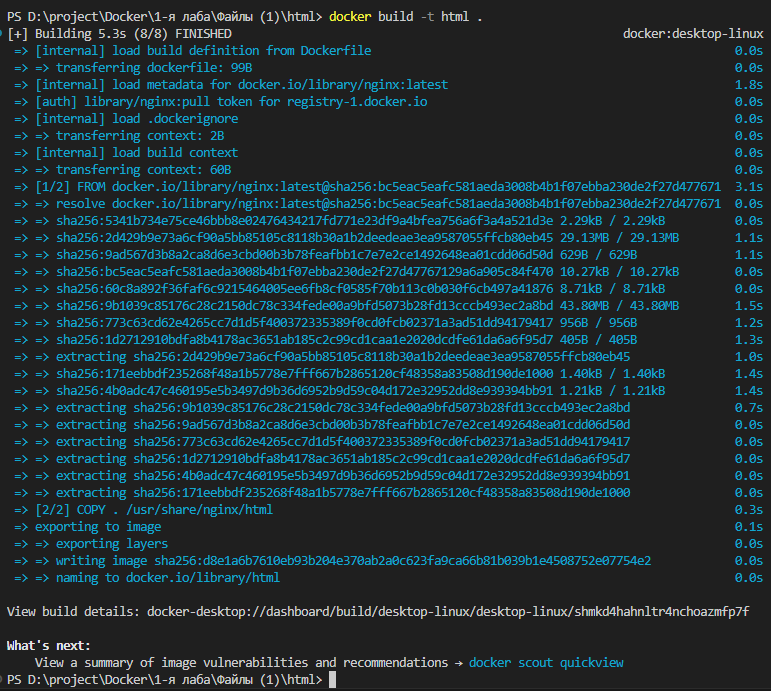 PS D:\project\Docker\1-я лаба\Файлы (1)\html> docker build -t html .
[+] Building 5.3s (8/8) FINISHED docker:desktop-linux
=> [internal] load build definition from Dockerfile 0.0s
=> => transferring dockerfile: 99B 0.0s
=> [internal] load metadata for docker.io/library/nginx:latest 1.8s
=> [auth] library/nginx:pull token for registry-1.docker.io 0.0s
=> [internal] load .dockerignore 0.0s
=> => transferring context: 2B 0.0s
=> [internal] load build context 0.0s
=> => transferring context: 60B 0.0s
=> [1/2] FROM docker.io/library/nginx:latest@sha256:bc5eac5eafc581aeda3008b4b1f07ebba230de2f27d477671 3.1s
=> => resolve docker.io/library/nginx:latest@sha256:bc5eac5eafc581aeda3008b4b1f07ebba230de2f27d477671 0.0s
=> => sha256:5341b734e75ce46bbb8e02476434217fd771e23df9a4bfea756a6f3a4a521d3e 2.29kB / 2.29kB 0.0s
=> => sha256:2d429b9e73a6cf90a5bb85105c8118b30a1b2deedeae3ea9587055ffcb80eb45 29.13MB / 29.13MB 1.1s
=> => sha256:9ad567d3b8a2ca8d6e3cbd00b3b78feafbb1c7e7e2ce1492648ea01cdd06d50d 629B / 629B 1.1s
=> => sha256:bc5eac5eafc581aeda3008b4b1f07ebba230de2f27d47767129a6a905c84f470 10.27kB / 10.27kB 0.0s
=> => sha256:60c8a892f36faf6c9215464005ee6fb8cf0585f70b113c0b030f6cb497a41876 8.71kB / 8.71kB 0.0s
=> => sha256:9b1039c85176c28c2150dc78c334fede00a9bfd5073b28fd13cccb493ec2a8bd 43.80MB / 43.80MB 1.5s
=> => sha256:773c63cd62e4265cc7d1d5f400372335389f0cd0fcb02371a3ad51dd94179417 956B / 956B 1.2s
=> => sha256:1d2712910bdfa8b4178ac3651ab185c2c99cd1caa1e2020dcdfe61da6a6f95d7 405B / 405B 1.3s
=> => extracting sha256:2d429b9e73a6cf90a5bb85105c8118b30a1b2deedeae3ea9587055ffcb80eb45 1.0s
=> => sha256:171eebbdf235268f48a1b5778e7fff667b2865120cf48358a83508d190de1000 1.40kB / 1.40kB 1.4s
=> => sha256:4b0adc47c460195e5b3497d9b36d6952b9d59c04d172e32952dd8e939394bb91 1.21kB / 1.21kB 1.4s
=> => extracting sha256:9b1039c85176c28c2150dc78c334fede00a9bfd5073b28fd13cccb493ec2a8bd 0.7s
=> => extracting sha256:9ad567d3b8a2ca8d6e3cbd00b3b78feafbb1c7e7e2ce1492648ea01cdd06d50d 0.0s
=> => extracting sha256:773c63cd62e4265cc7d1d5f400372335389f0cd0fcb02371a3ad51dd94179417 0.0s
=> => extracting sha256:1d2712910bdfa8b4178ac3651ab185c2c99cd1caa1e2020dcdfe61da6a6f95d7 0.0s
=> => extracting sha256:4b0adc47c460195e5b3497d9b36d6952b9d59c04d172e32952dd8e939394bb91 0.0s
=> => extracting sha256:171eebbdf235268f48a1b5778e7fff667b2865120cf48358a83508d190de1000 0.0s
=> [2/2] COPY . /usr/share/nginx/html 0.3s
=> exporting to image 0.1s
=> => exporting layers 0.0s
=> => writing image sha256:d8e1a6b7610eb93b204e370ab2a0c623fa9ca66b81b039b1e4508752e07754e2 0.0s
=> => naming to docker.io/library/html 0.0s
View build details: docker-desktop://dashboard/build/desktop-linux/desktop-linux/shmkd4hahnltr4nchoazmfp7f
What's next:
View a summary of image vulnerabilities and recommendations → docker scout quickview
PS D:\project\Docker\1-я лаба\Файлы (1)\html>